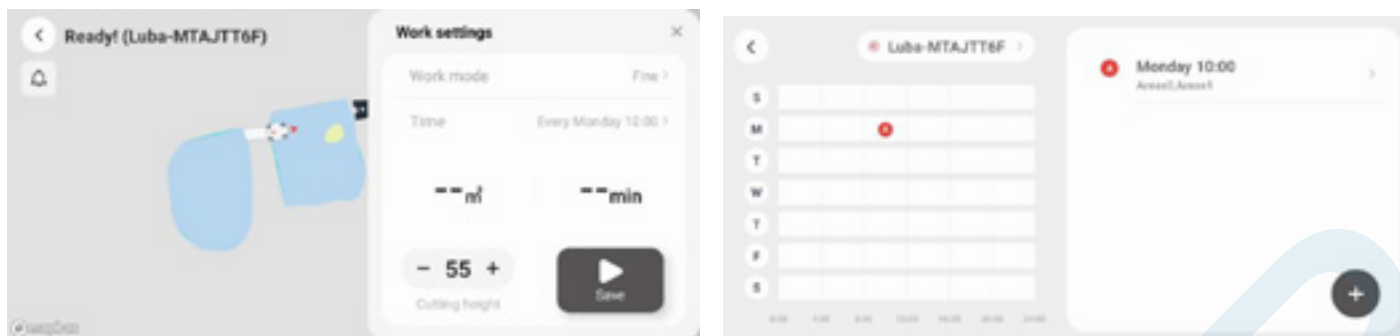 Ready! (Luba-MTAJTT6F)
Work settings
Work mode Fine
Time Every Monday 10:00
--㎡ --min
- 55 +
Cutting height
Save
mapbox
Luba-MTAJTT6F
Monday 10:00
S
M
T
W
T
F
S
+